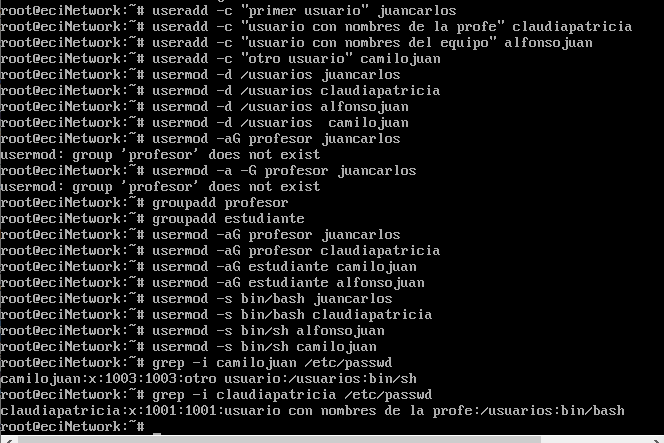 root@eciNetwork:~# useradd -c "primer usuario" juancarlos
root@eciNetwork:~# useradd -c "usuario con nombres de la profe" claudiapatricia
root@eciNetwork:~# useradd -c "usuario con nombres del equipo" alfonsojuan
root@eciNetwork:~# useradd -c "otro usuario" camilojuan
root@eciNetwork:~# usermod -d /usuarios juancarlos
root@eciNetwork:~# usermod -d /usuarios claudiapatricia
root@eciNetwork:~# usermod -d /usuarios alfonsojuan
root@eciNetwork:~# usermod -d /usuarios  camilojuan
root@eciNetwork:~# usermod -aG profesor juancarlos
usermod: group 'profesor' does not exist
root@eciNetwork:~# usermod -a -G profesor juancarlos
usermod: group 'profesor' does not exist
root@eciNetwork:~# groupadd profesor
root@eciNetwork:~# groupadd estudiante
root@eciNetwork:~# usermod -aG profesor juancarlos
root@eciNetwork:~# usermod -aG profesor claudiapatricia
root@eciNetwork:~# usermod -aG estudiante camilojuan
root@eciNetwork:~# usermod -aG estudiante alfonsojuan
root@eciNetwork:~# usermod -s bin/bash juancarlos
root@eciNetwork:~# usermod -s bin/bash claudiapatricia
root@eciNetwork:~# usermod -s bin/sh alfonsojuan
root@eciNetwork:~# usermod -s bin/sh camilojuan
root@eciNetwork:~# grep -i camilojuan /etc/passwd
camilojuan:x:1003:1003:otro usuario:/usuarios:bin/sh
root@eciNetwork:~# grep -i claudiapatricia /etc/passwd
claudiapatricia:x:1001:1001:usuario con nombres de la profe:/usuarios:bin/bash
root@eciNetwork:~# _